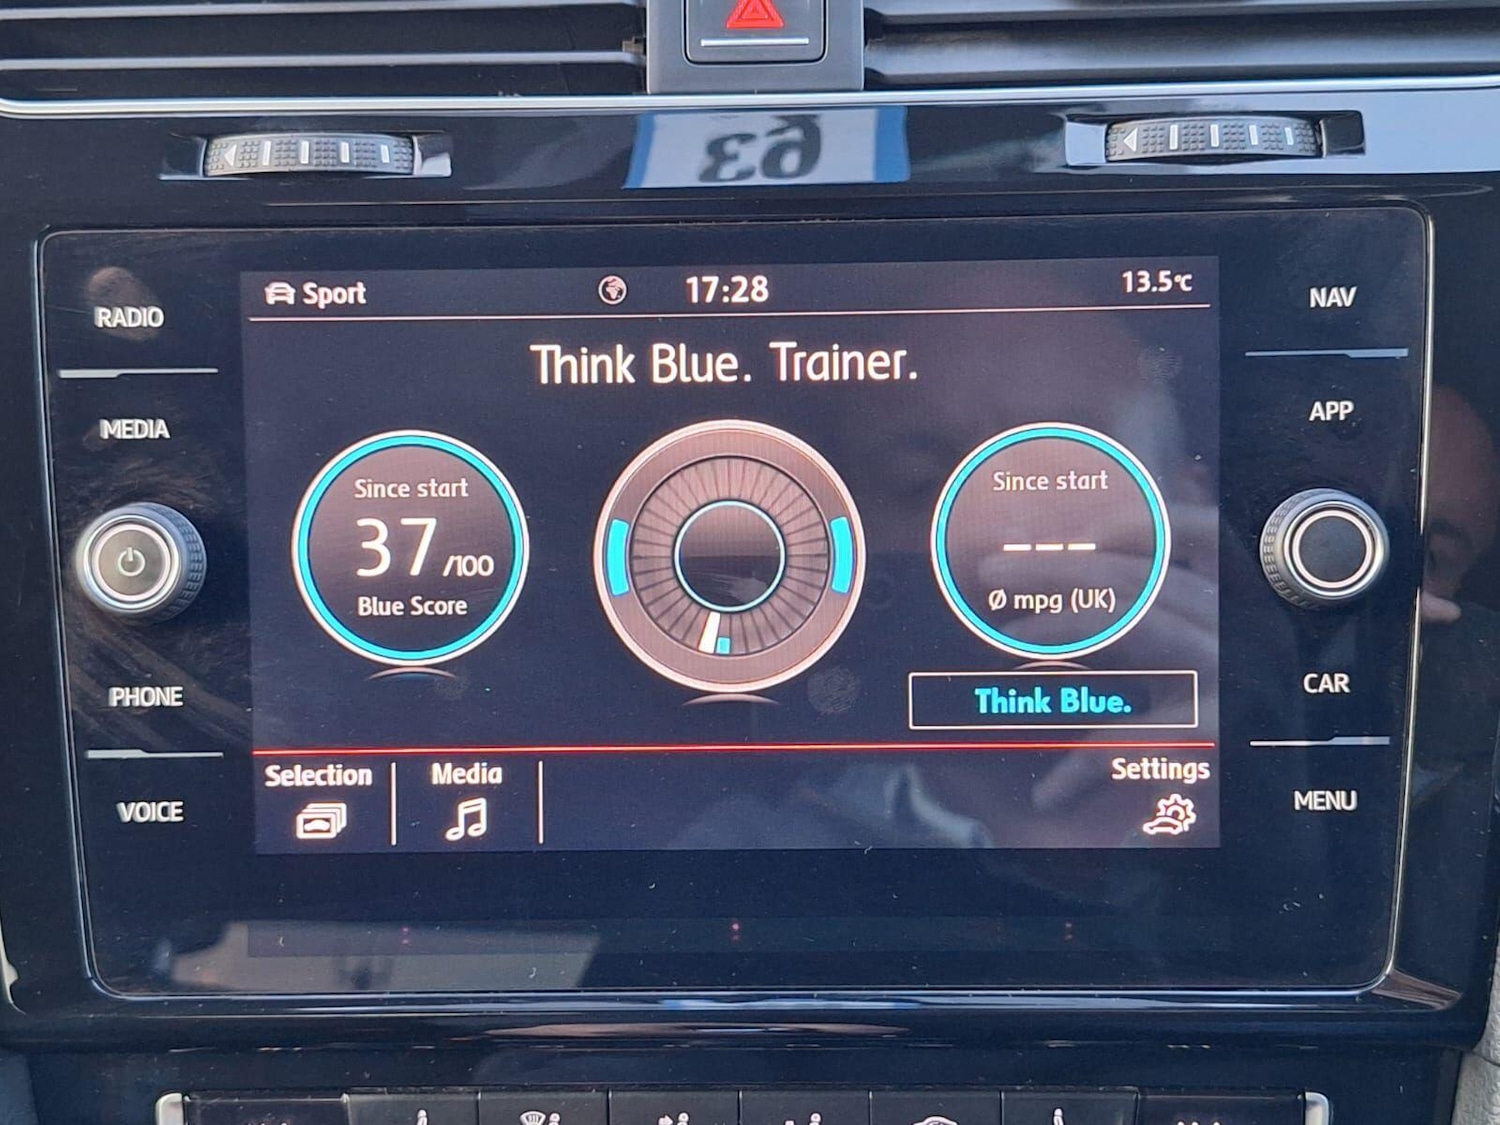 63
RADIO
MEDIA
PHONE
VOICE
Sport
17:28
13.5°C
Think Blue. Trainer.
Since start
37/100
Blue Score
Since start
---
Ø mpg (UK)
Think Blue.
Selection
Media
Settings
NAV
APP
CAR
MENU